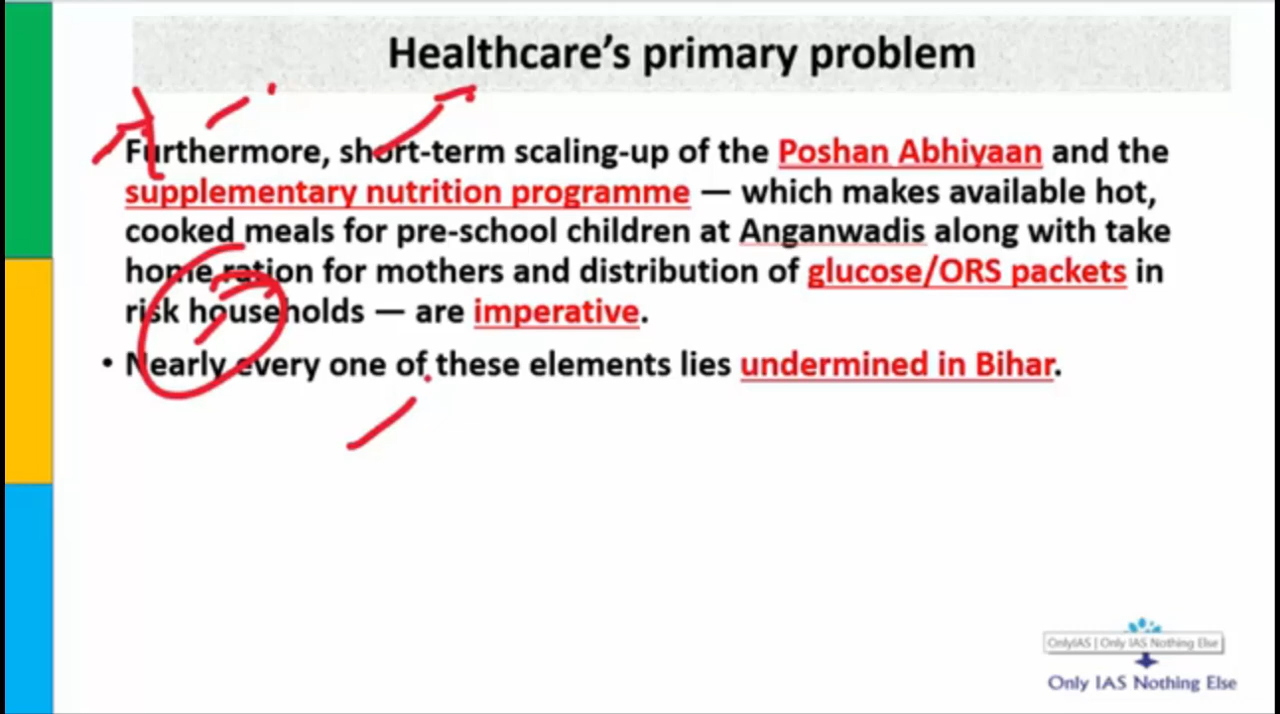 Healthcare's primary problem
Furthermore, short-term scaling-up of the Poshan Abhiyaan and the
supplementary nutrition programme — which makes available hot,
cooked meals for pre-school children at Anganwadis along with take
home ration for mothers and distribution of glucose/ORS packets in
risk households — are imperative.
• Nearly every one of these elements lies undermined in Bihar.
OnlyIAS | Only IAS Nothing Else
Only IAS Nothing Else